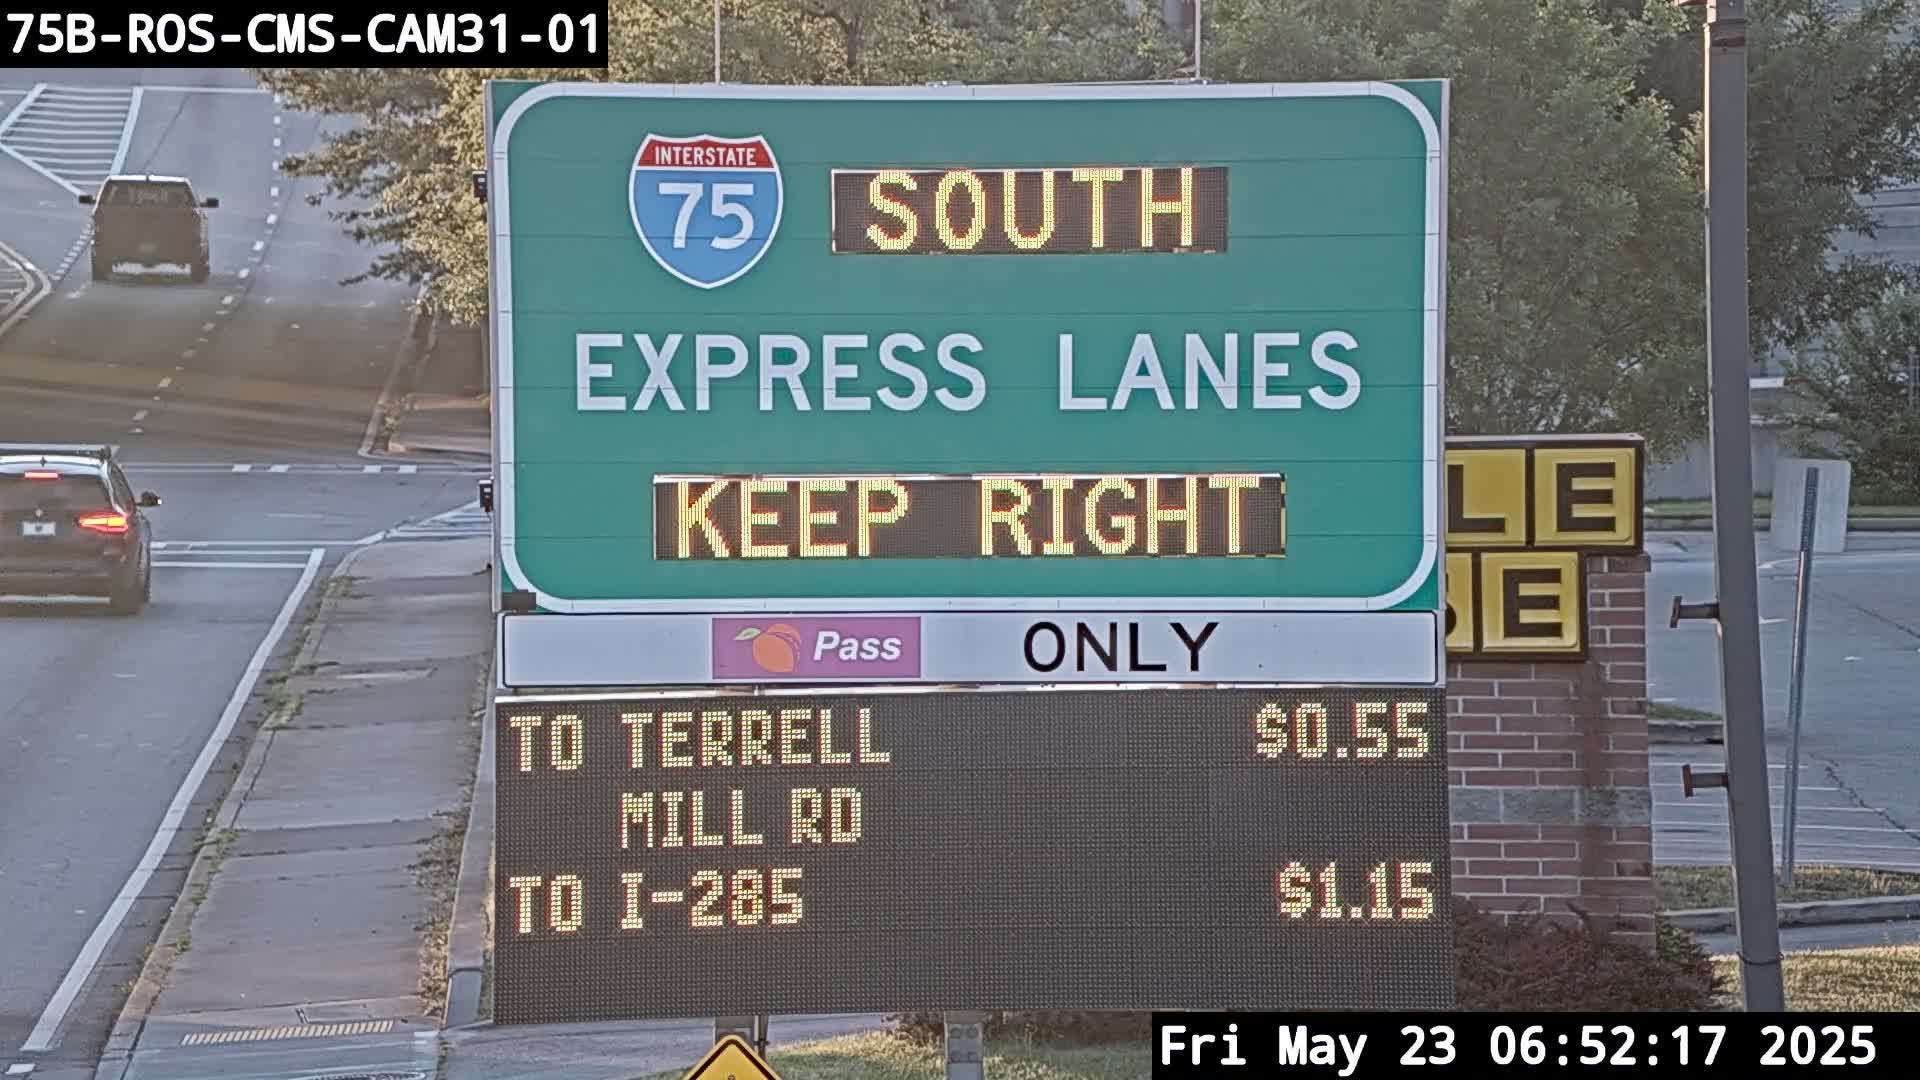 75B-ROS-CMS-CAM31-01
INTERSTATE
75
SOUTH
EXPRESS LANES
KEEP RIGHT
Pass ONLY
TO TERRELL $0.55
MILL RD
TO I-285 $1.15
LE
E
Fri May 23 06:52:17 2025